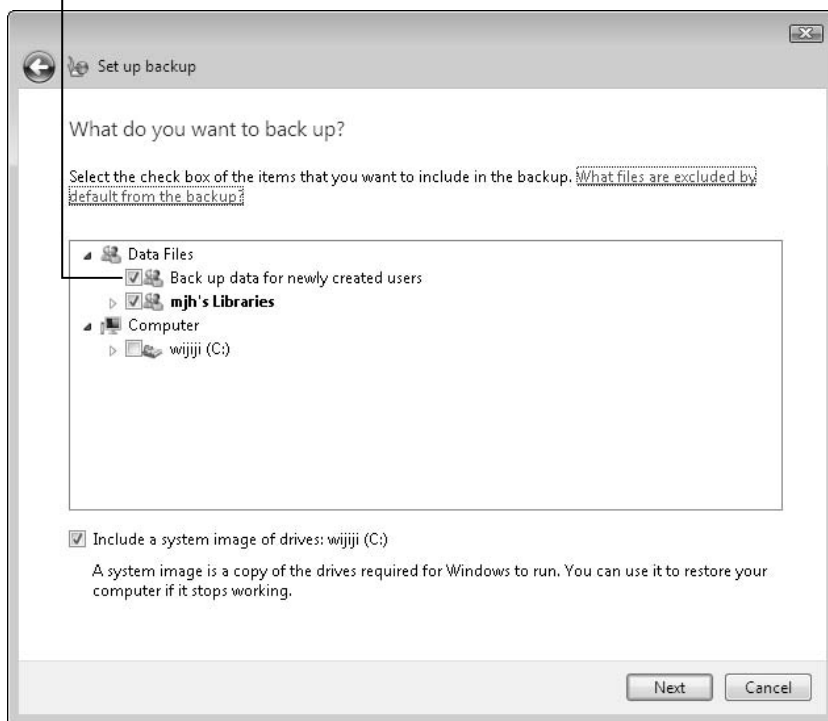 Set up backup
What do you want to back up?
Select the check box of the items that you want to include in the backup. What files are excluded by
default from the backup?
Data Files
Back up data for newly created users
mjh's Libraries
Computer
wijiji (C:)
Include a system image of drives: wijiji (C:)
A system image is a copy of the drives required for Windows to run. You can use it to restore your
computer if it stops working.
Next Cancel